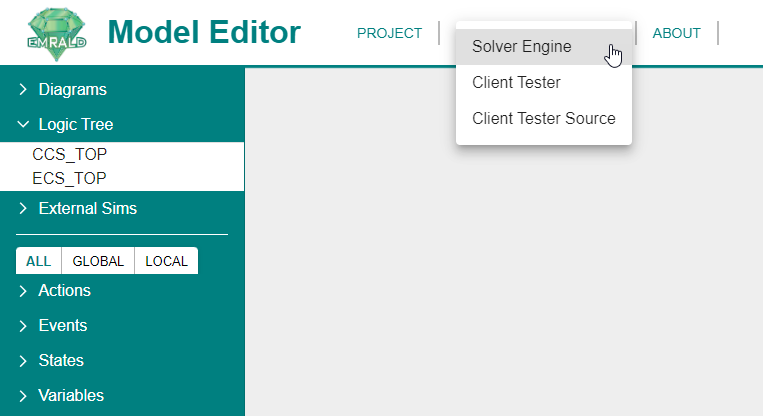 EMRALD
Model Editor
PROJECT
ABOUT
Solver Engine
Client Tester
Client Tester Source
Diagrams
Logic Tree
CCS_TOP
ECS_TOP
External Sims
ALL GLOBAL LOCAL
Actions
Events
States
Variables